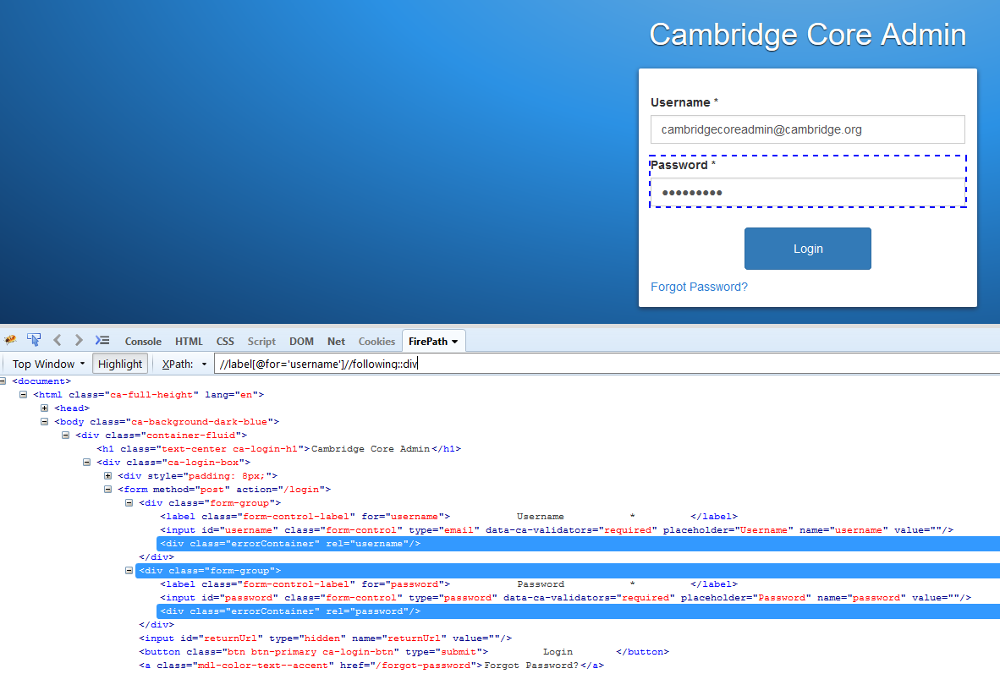 Cambridge Core Admin
Username *
cambridgecoreadmin@cambridge.org
Password *
●●●●●●●●●
Login
Forgot Password?
Console HTML CSS Script DOM Net Cookies FirePath
Top Window Highlight XPath: //label[@for='username']//following::div
<document>
<html class="ca-full-height" lang="en">
<head>
<body class="ca-background-dark-blue">
<div class="container-fluid">
<h1 class="text-center ca-login-h1">Cambridge Core Admin</h1>
<div class="ca-login-box">
<div style="padding: 8px;">
<form method="post" action="/login">
<div class="form-group">
<label class="form-control-label" for="username"> Username * </label>
<input id="username" class="form-control" type="email" data-ca-validators="required" placeholder="Username" name="username" value=""/>
<div class="errorContainer" rel="username"/>
</div>
<div class="form-group">
<label class="form-control-label" for="password"> Password * </label>
<input id="password" class="form-control" type="password" data-ca-validators="required" placeholder="Password" name="password" value=""/>
<div class="errorContainer" rel="password"/>
</div>
<input id="returnUrl" type="hidden" name="returnUrl" value=""/>
<button class="btn btn-primary ca-login-btn" type="submit"> Login </button>
<a class="mdl-color-text--accent" href="/forgot-password">Forgot Password?</a>